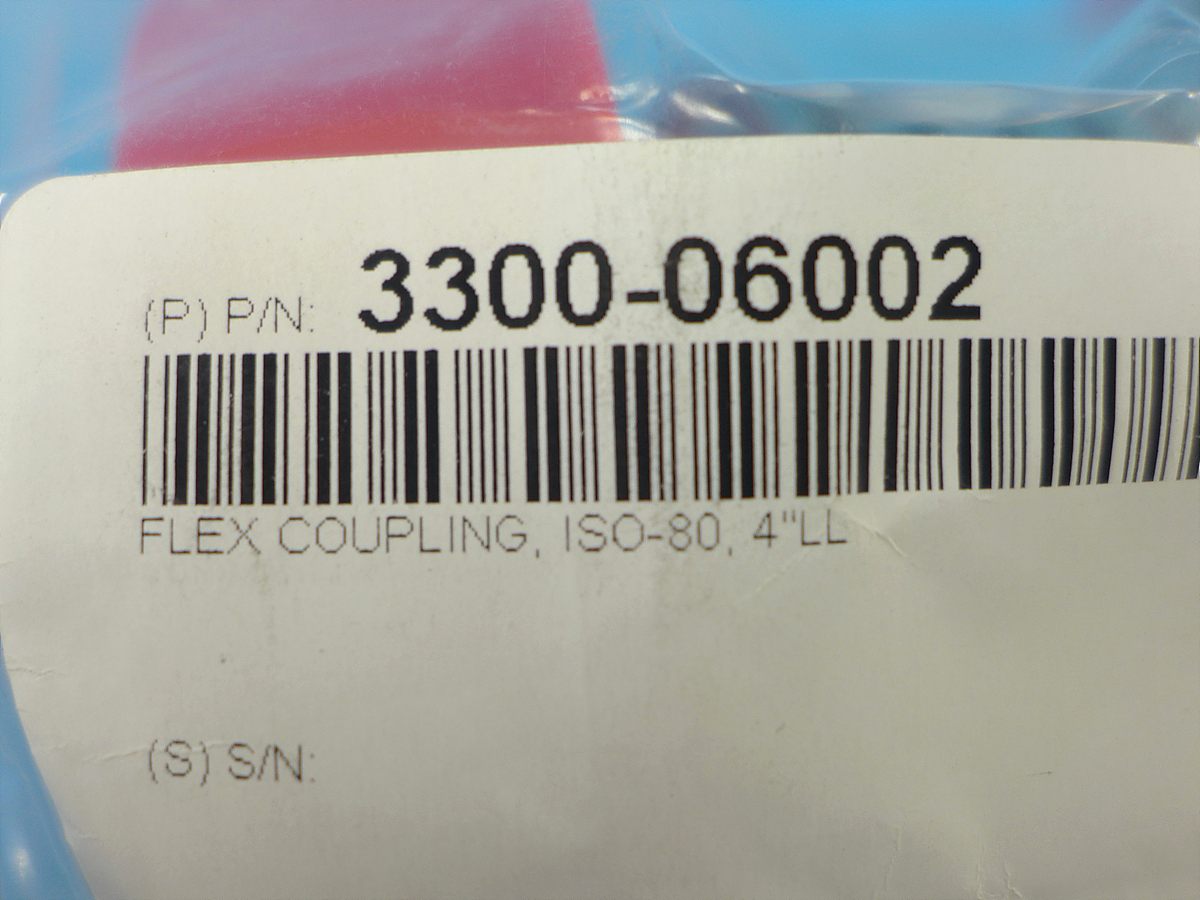 (P) P/N: 3300-06002
FLEX COUPLING, ISO-80, 4"LL
(S) S/N: